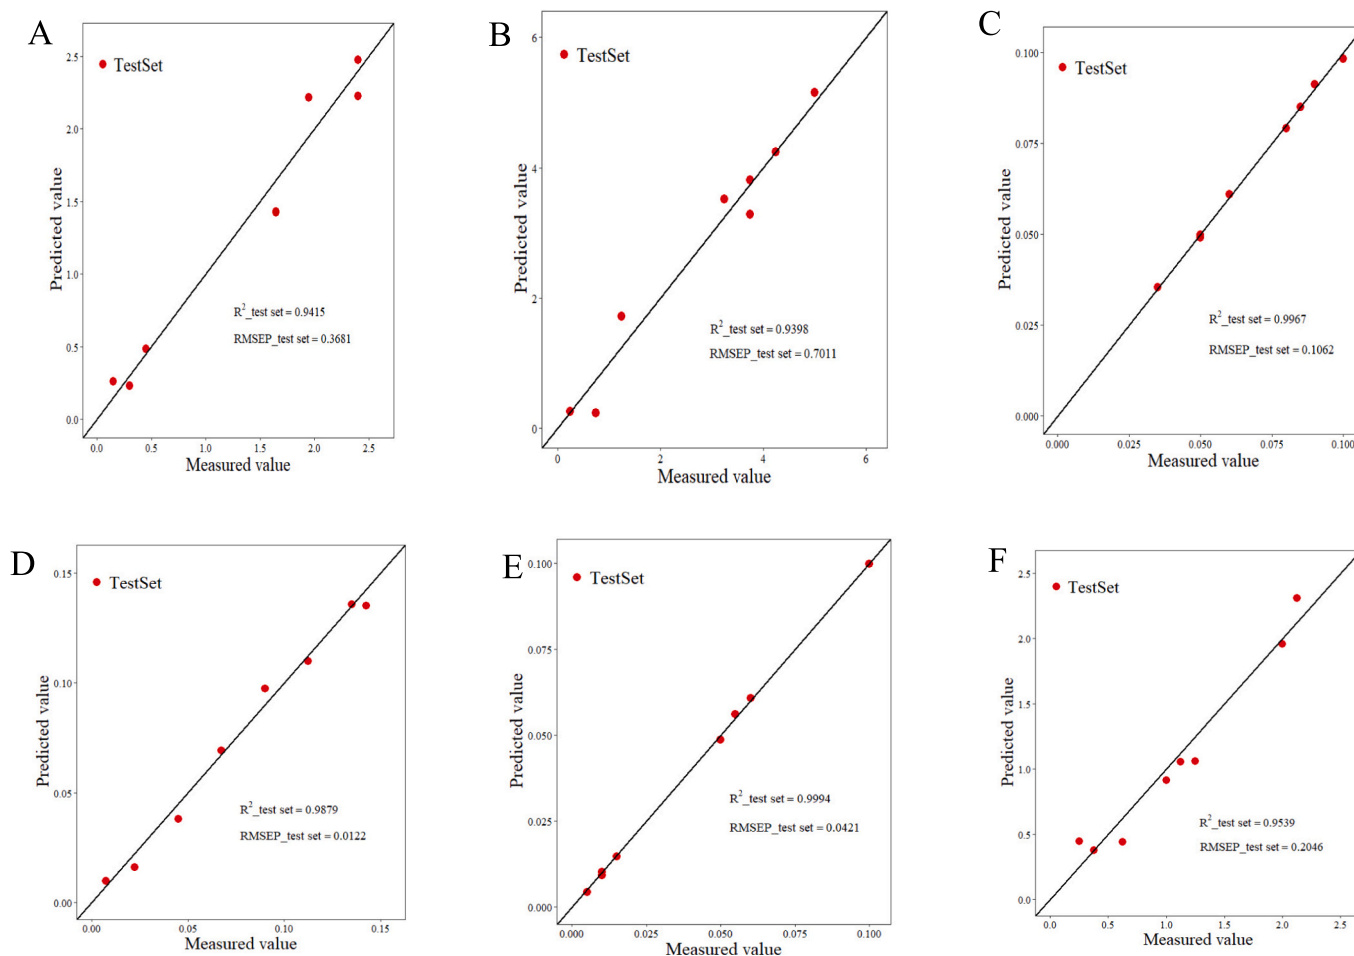 A
TestSet
Predicted value
2.5
2.0
1.5
1.0
0.5
0.0
R²_test set = 0.9415
RMSEP_test set = 0.3681
0.0 0.5 1.0 1.5 2.0 2.5
Measured value
B
TestSet
Predicted value
6
4
2
0
R²_test set = 0.9398
RMSEP_test set = 0.7011
0 2 4 6
Measured value
C
TestSet
Predicted value
0.100
0.075
0.050
0.025
0.000
R²_test set = 0.9967
RMSEP_test set = 0.1062
0.000 0.025 0.050 0.075 0.100
Measured value
D
TestSet
Predicted value
0.15
0.10
0.05
0.00
R²_test set = 0.9879
RMSEP_test set = 0.0122
0.00 0.05 0.10 0.15
Measured value
E
TestSet
Predicted value
0.100
0.075
0.050
0.025
0.000
R²_test set = 0.9994
RMSEP_test set = 0.0421
0.000 0.025 0.050 0.075 0.100
Measured value
F
TestSet
Predicted value
2.5
2.0
1.5
1.0
0.5
0.0
R²_test set = 0.9539
RMSEP_test set = 0.2046
0.0 0.5 1.0 1.5 2.0 2.5
Measured value